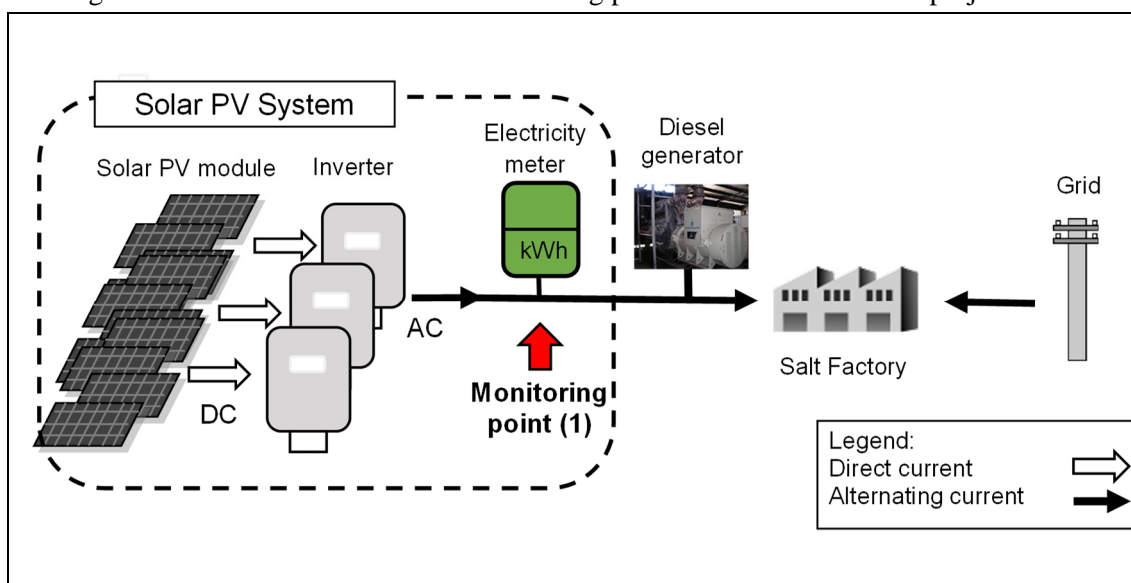 Solar PV System
Solar PV module
Inverter
Electricity
meter
kWh
Diesel
generator
Grid
AC
DC
Monitoring
point (1)
Salt Factory
Legend:
Direct current
Alternating current